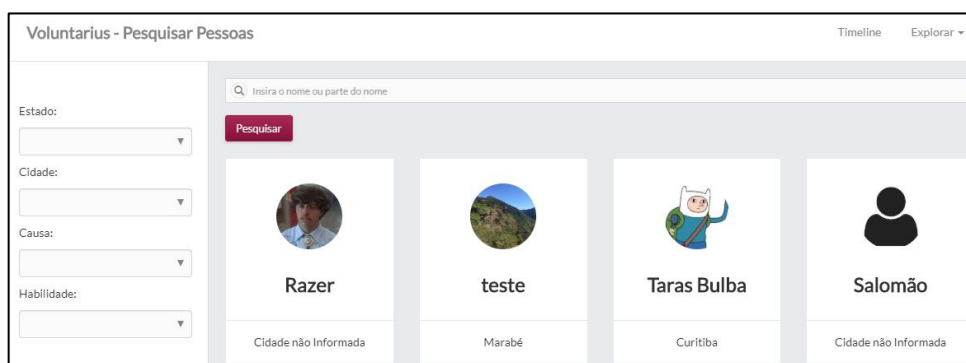 Voluntarius - Pesquisar Pessoas
Timeline Explorar
Insira o nome ou parte do nome
Pesquisar
Estado:
Cidade:
Causa:
Habilidade:
Razer
Cidade não Informada
teste
Marabé
Taras Bulba
Curitiba
Salomão
Cidade não Informada